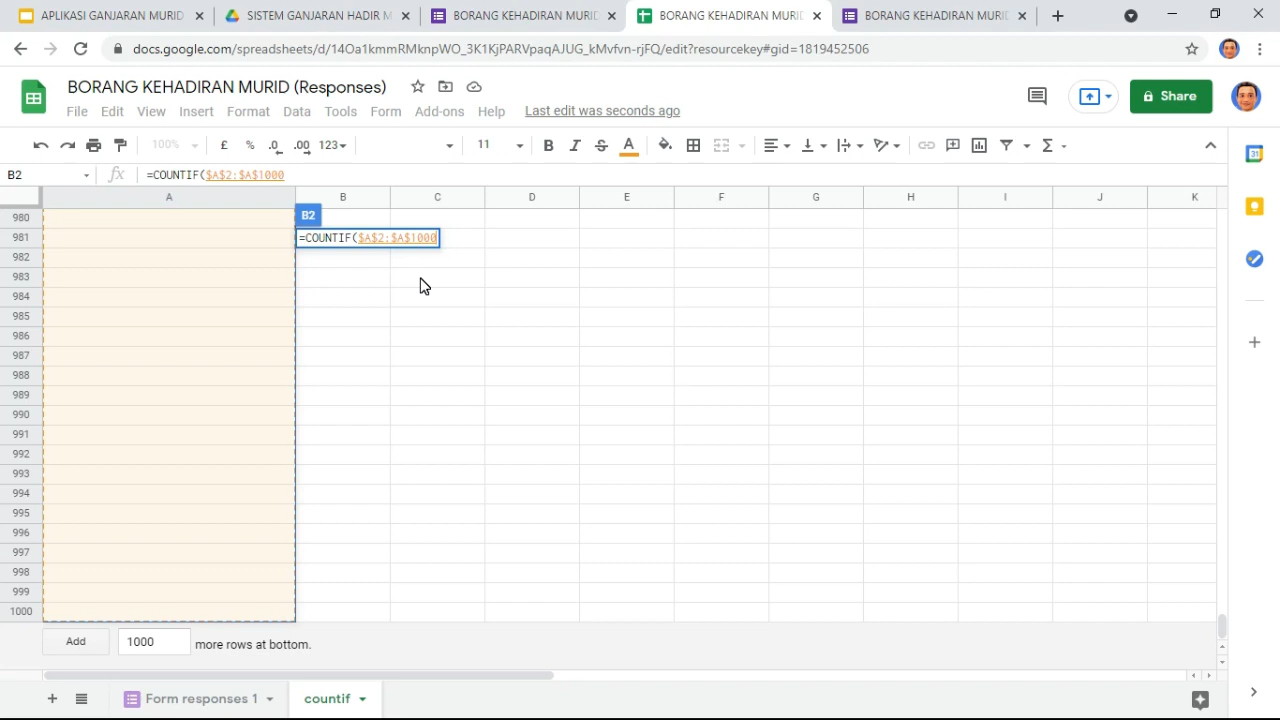 APLIKASI GANJARAN MURID
SISTEM GANJARAN HADIR M
BORANG KEHADIRAN MURID
BORANG KEHADIRAN MURID
BORANG KEHADIRAN MURID
docs.google.com/spreadsheets/d/14Oa1kmmRMknpWO_3K1KjPARVpaqAJUG_kMvfvn-rjFQ/edit?resourcekey#gid=1819452506
BORANG KEHADIRAN MURID (Responses)
File Edit View Insert Format Data Tools Form Add-ons Help Last edit was seconds ago
Share
100% £ % .0 .00 123 11 B I S A Σ
B2 fx =COUNTIF($A$2:$A$1000
A B C D E F G H I J K
980
B2
981 =COUNTIF($A$2:$A$1000
982
983
984
985
986
987
988
989
990
991
992
993
994
995
996
997
998
999
1000
Add 1000 more rows at bottom.
Form responses 1 countif
31